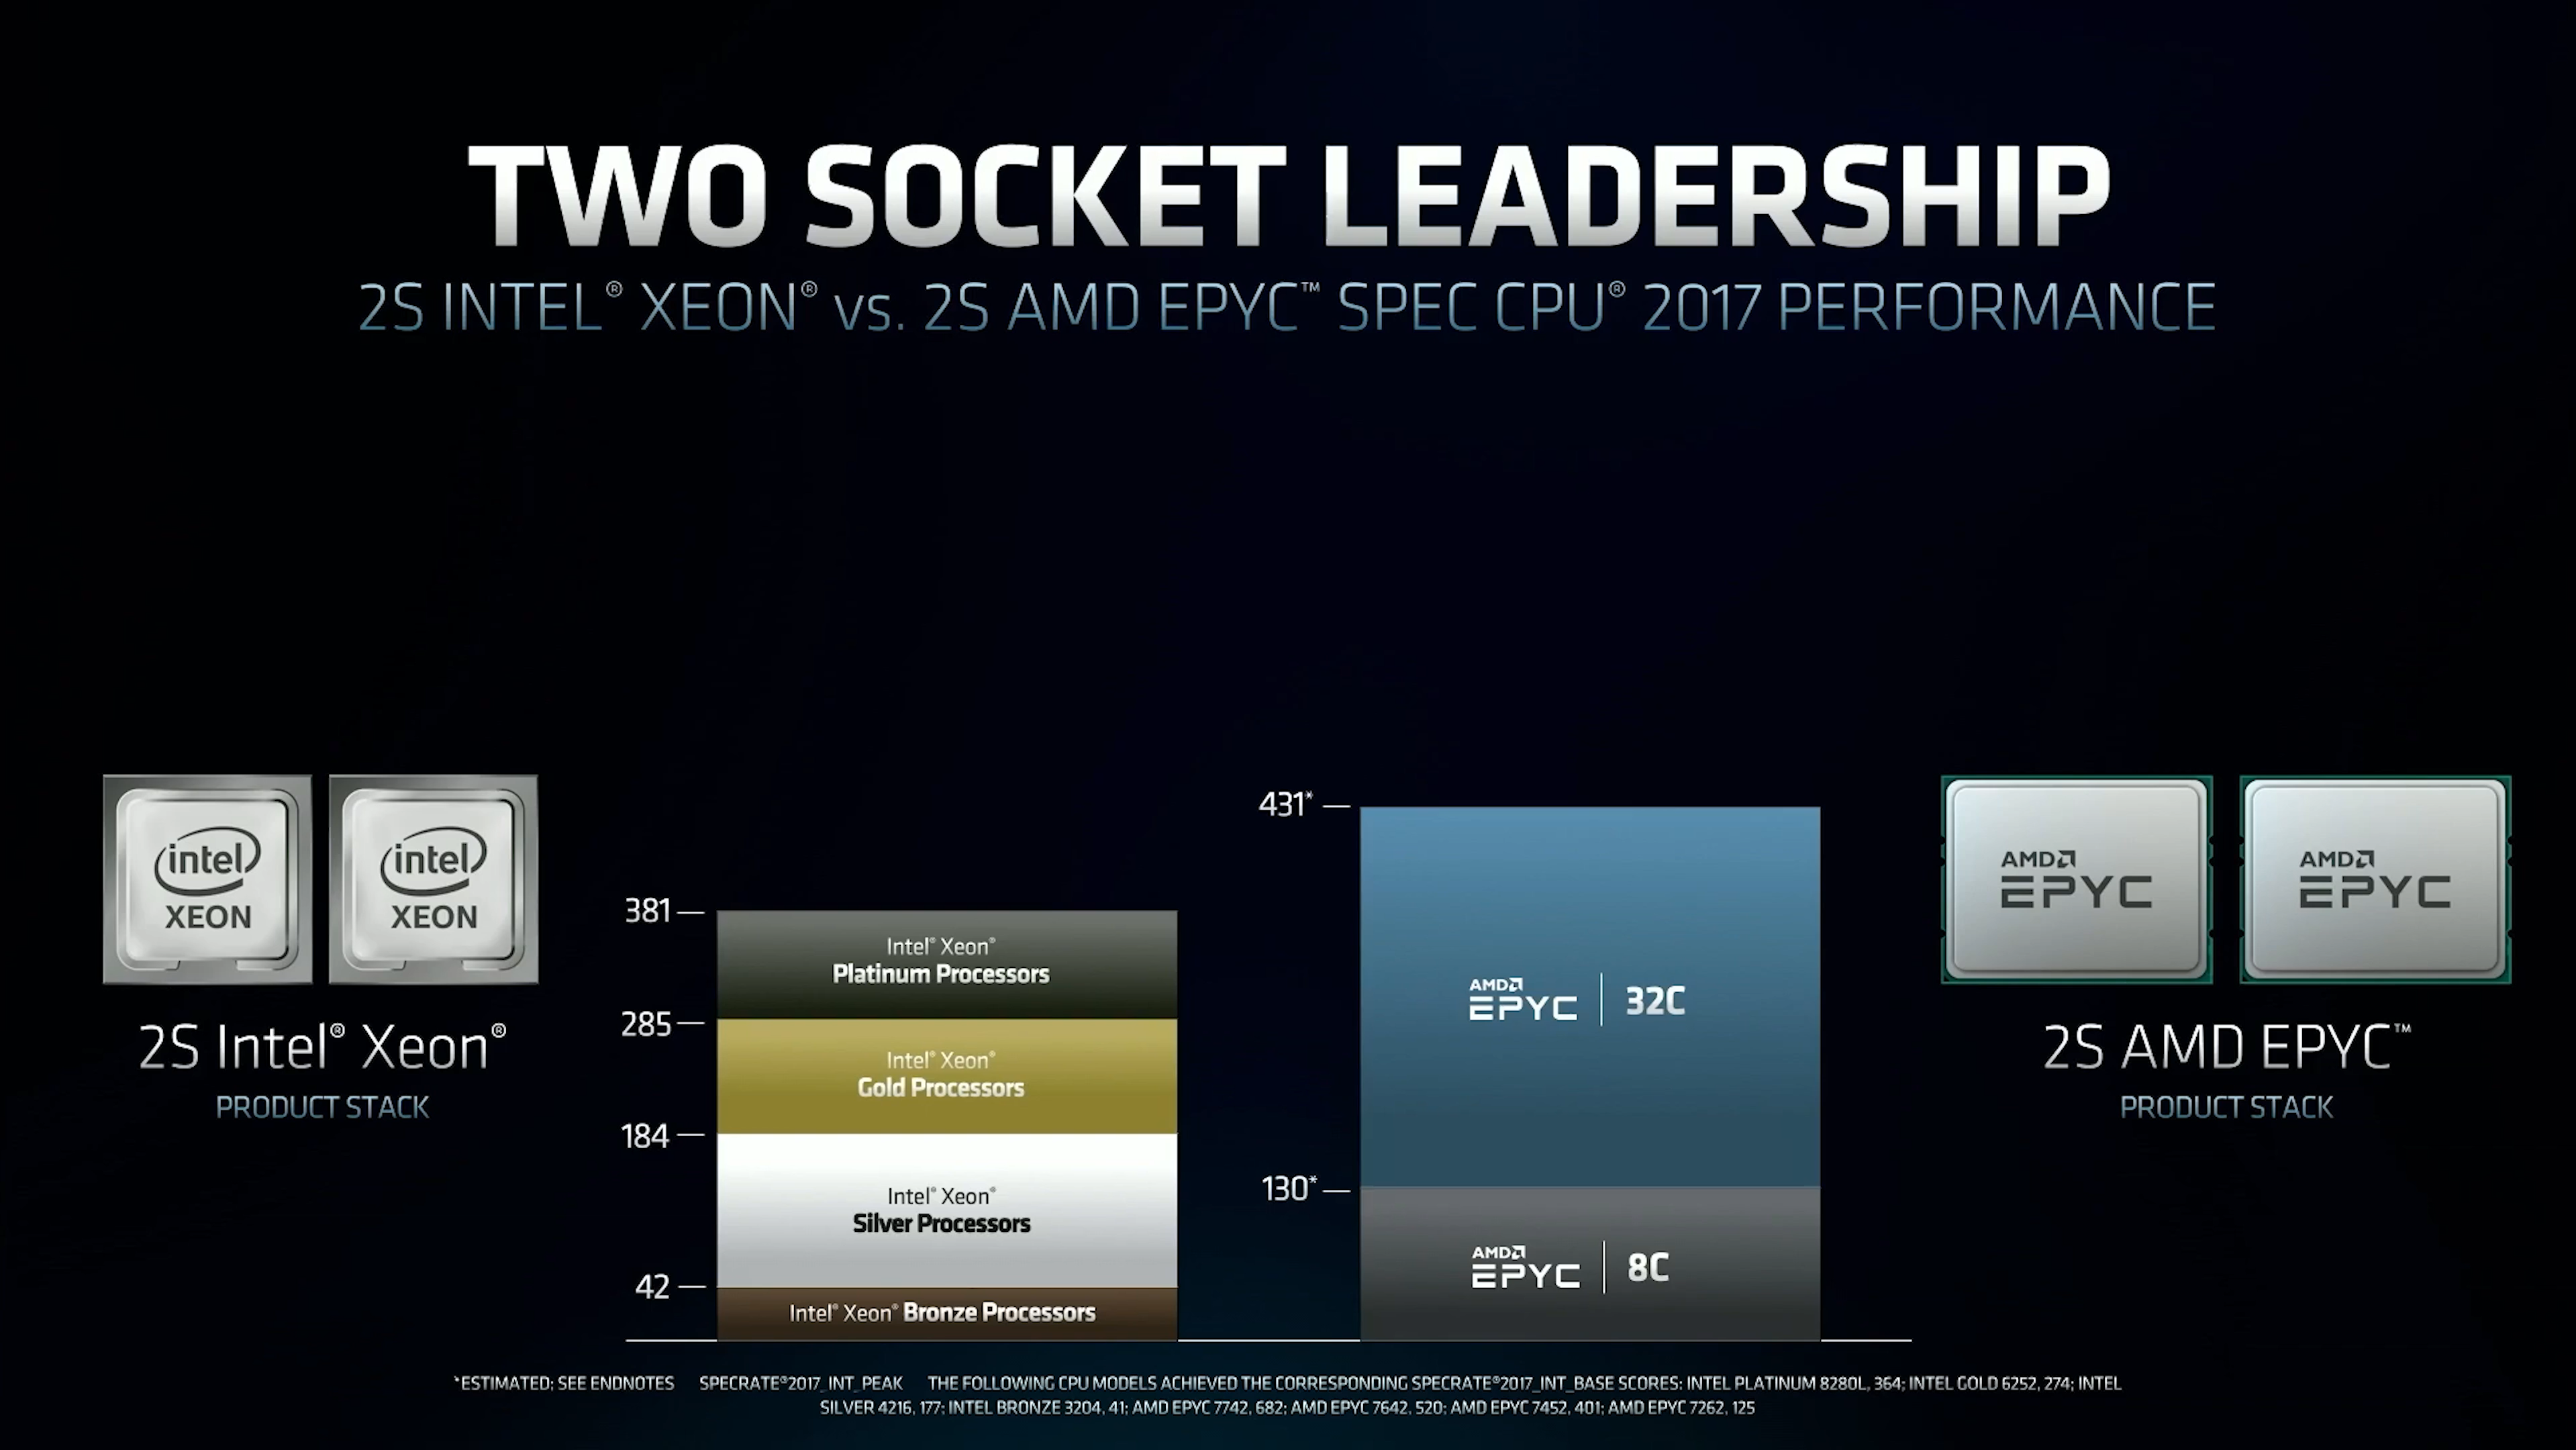 TWO SOCKET LEADERSHIP
2S INTEL® XEON® vs. 2S AMD EPYC™ SPEC CPU® 2017 PERFORMANCE
intel
XEON
intel
XEON
2S Intel® Xeon®
PRODUCT STACK
381
Intel® Xeon®
Platinum Processors
285
Intel® Xeon®
Gold Processors
184
Intel® Xeon®
Silver Processors
42
Intel® Xeon® Bronze Processors
431*
AMD
EPYC | 32C
130*
AMD
EPYC | 8C
AMD
EPYC
AMD
EPYC
2S AMD EPYC™
PRODUCT STACK
*ESTIMATED; SEE ENDNOTES SPECRATE®2017_INT_PEAK THE FOLLOWING CPU MODELS ACHIEVED THE CORRESPONDING SPECRATE®2017_INT_BASE SCORES: INTEL PLATINUM 8280L, 364; INTEL GOLD 6252, 274; INTEL
SILVER 4216, 177; INTEL BRONZE 3204, 41; AMD EPYC 7742, 682; AMD EPYC 7642, 520; AMD EPYC 7452, 401; AMD EPYC 7262, 125